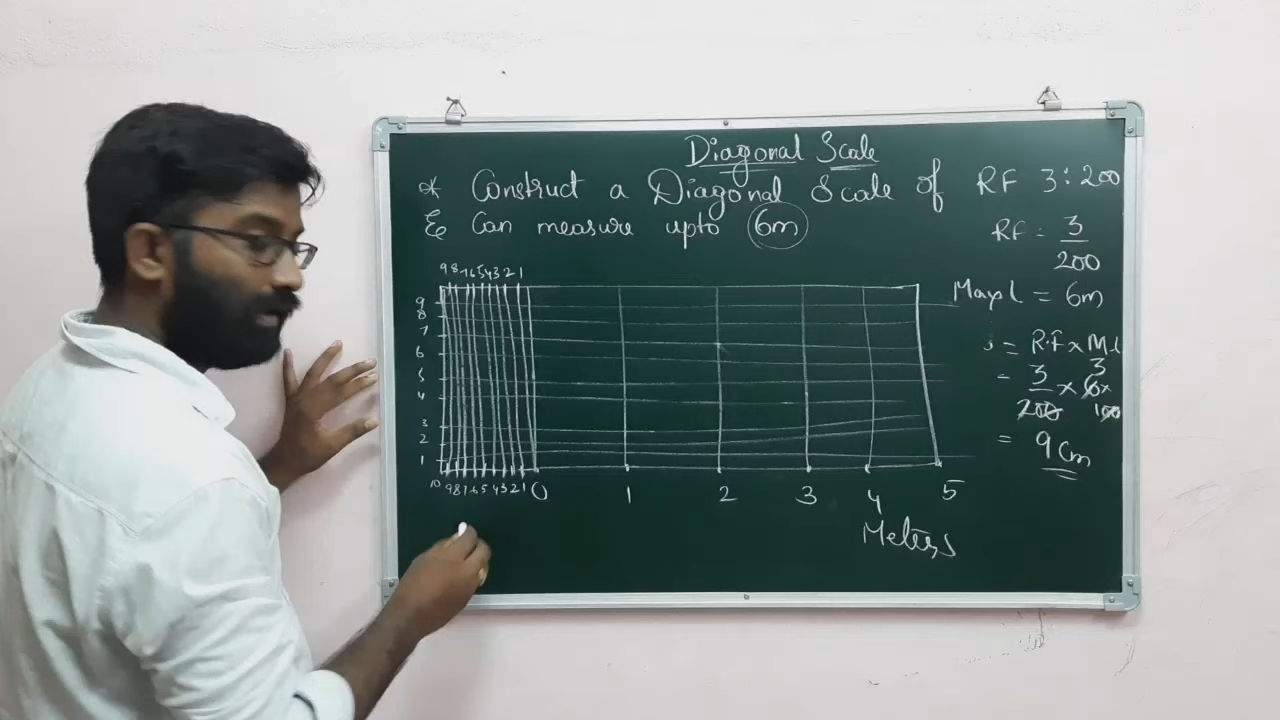 Diagonal Scale
* Construct a Diagonal Scale of RF 3:200
& Can measure upto 6m
RF = 3/200
Max l = 6m
= R.F x M.L
= 3/200 x 6x100
3
= 9 Cm
9 8 7 6 5 4 3 2 1
9
8
7
6
5
4
3
2
1
10 9 8 7 6 5 4 3 2 1 0 1 2 3 4 5
Meters